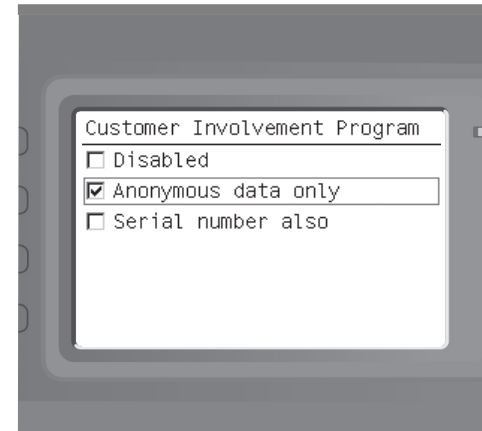 Customer Involvement Program
Disabled
Anonymous data only
Serial number also